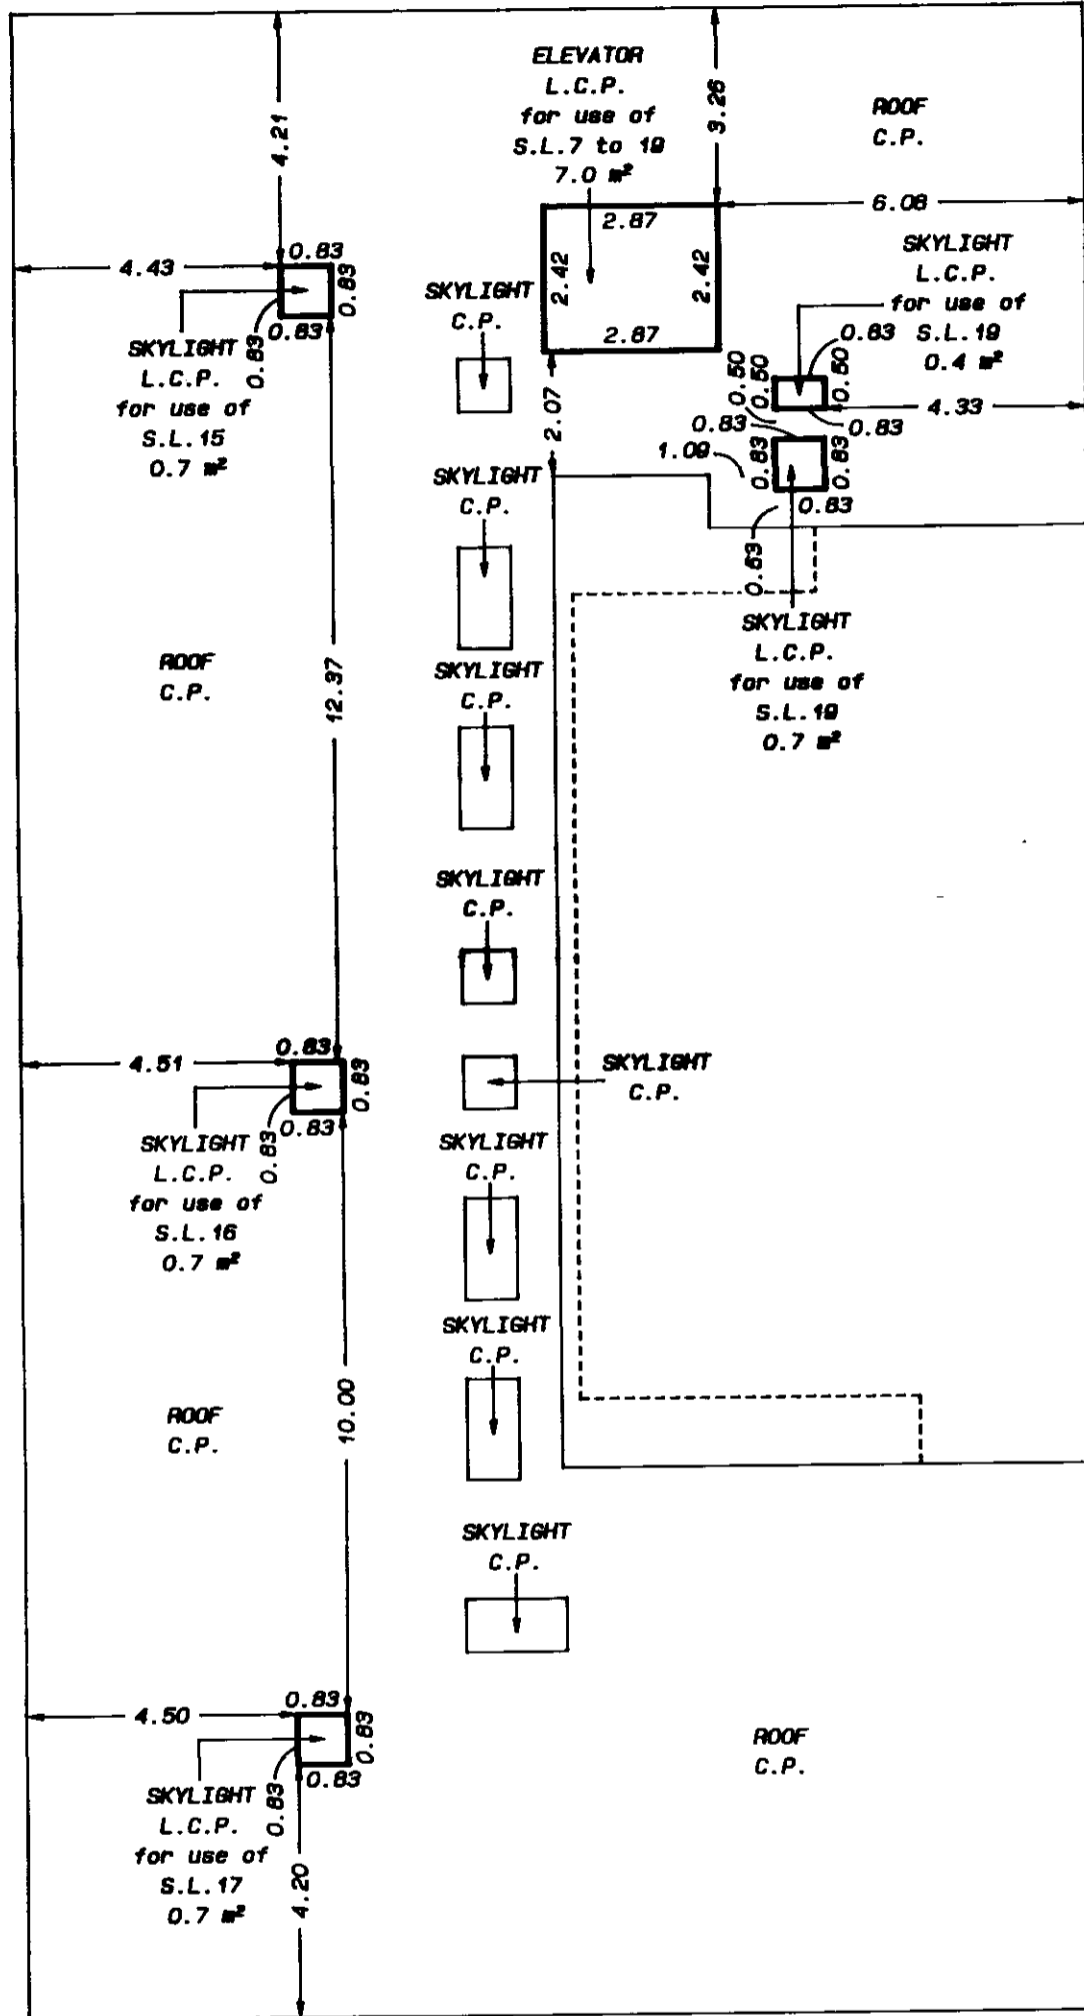 ELEVATOR
L.C.P.
for use of
S.L.7 to 19
7.0 m²
4.21
3.26
ROOF
C.P.
6.08
2.87
2.42
2.42
2.87
SKYLIGHT
L.C.P.
for use of
S.L.19
0.4 m²
0.83
4.43
0.83
0.83
0.83
SKYLIGHT
L.C.P.
for use of
S.L.15
0.7 m²
SKYLIGHT
C.P.
0.83
0.50
0.50
0.50
4.33
0.83
2.07
0.83
1.09
0.83
0.83
0.83
0.63
SKYLIGHT
C.P.
SKYLIGHT
L.C.P.
for use of
S.L.19
0.7 m²
ROOF
C.P.
12.37
SKYLIGHT
C.P.
SKYLIGHT
C.P.
4.51
0.83
0.83
0.83
0.83
SKYLIGHT
C.P.
SKYLIGHT
L.C.P.
for use of
S.L.16
0.7 m²
SKYLIGHT
C.P.
SKYLIGHT
C.P.
ROOF
C.P.
10.00
SKYLIGHT
C.P.
4.50
0.83
0.83
0.83
0.83
SKYLIGHT
L.C.P.
for use of
S.L.17
0.7 m²
4.20
ROOF
C.P.